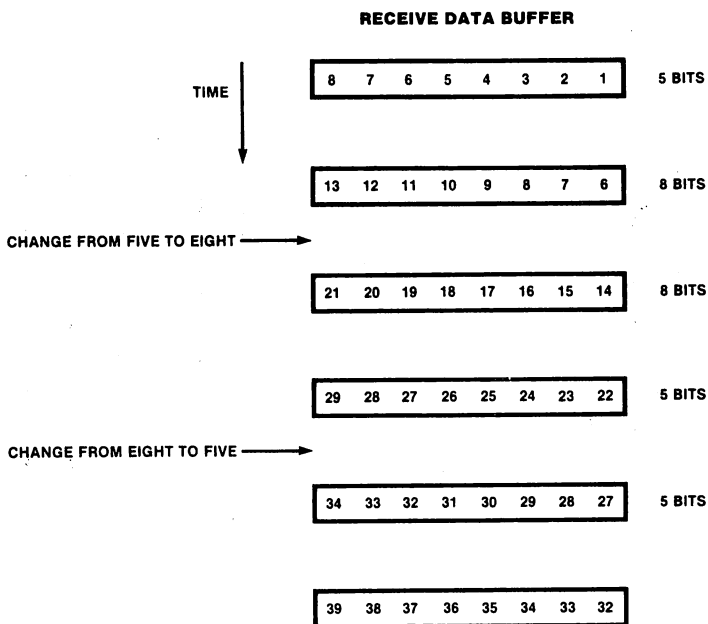 RECEIVE DATA BUFFER
TIME
8 7 6 5 4 3 2 1 5 BITS
13 12 11 10 9 8 7 6 8 BITS
CHANGE FROM FIVE TO EIGHT
21 20 19 18 17 16 15 14 8 BITS
29 28 27 26 25 24 23 22 5 BITS
CHANGE FROM EIGHT TO FIVE
34 33 32 31 30 29 28 27 5 BITS
39 38 37 36 35 34 33 32